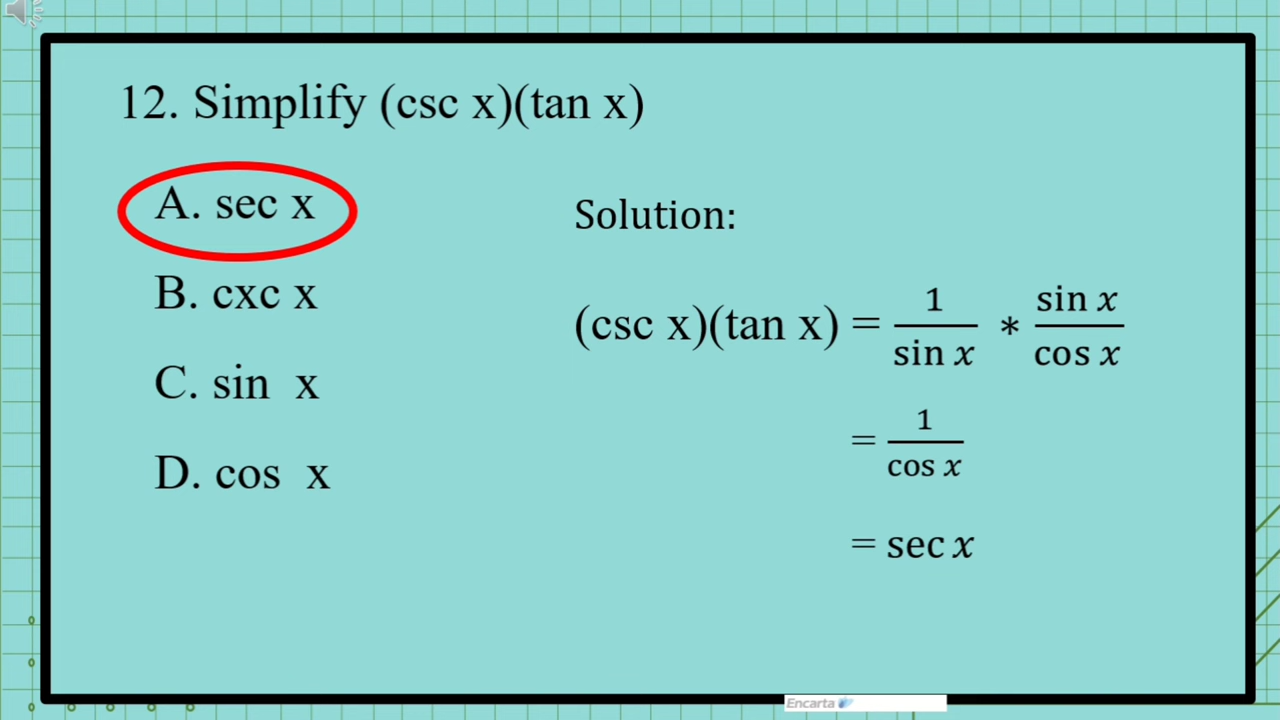 12. Simplify (csc x)(tan x)
A. sec x
B. cxc x
C. sin x
D. cos x
Solution:
(csc x)(tan x) = 1/sin x * sin x/cos x
= 1/cos x
= sec x
Encarta